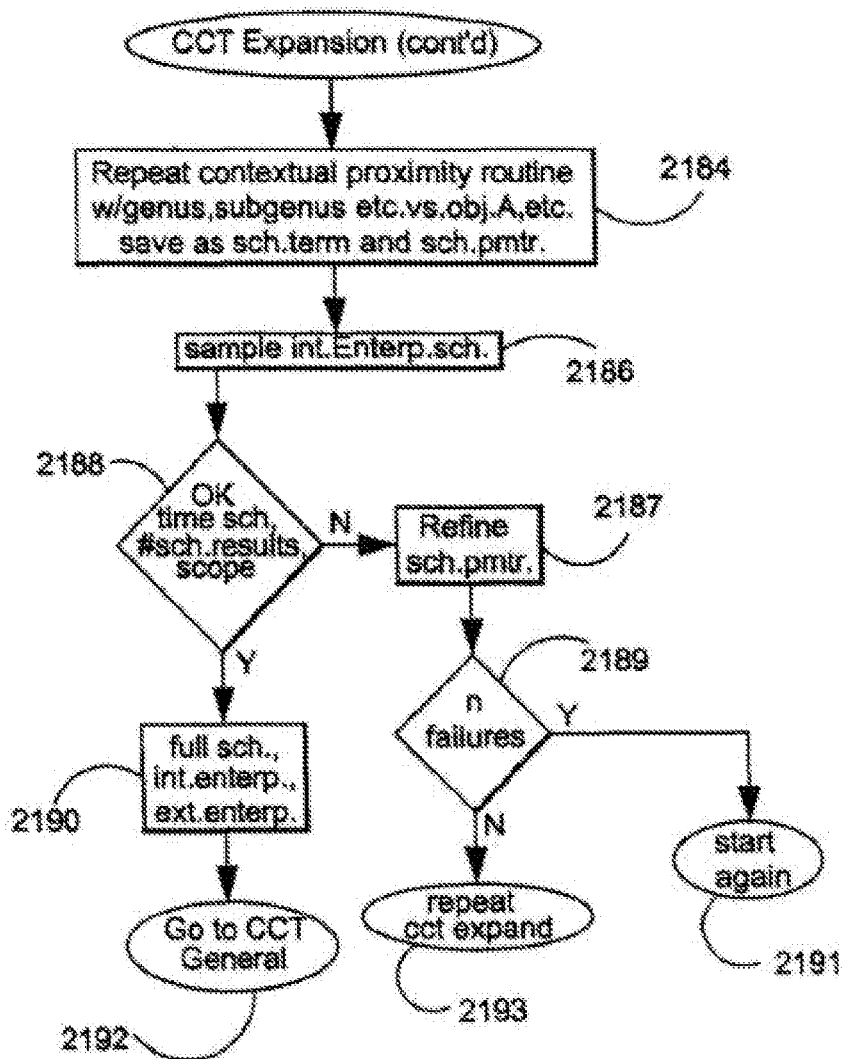 CCT Expansion (cont'd)
Repeat contextual proximity routine
w/genus,subgenus etc.vs.obj.A,etc.
save as sch.term and sch.pmtr.
2184
sample int.Enterp.sch.
2186
2188
OK
time sch,
#sch.results,
scope
N
Refine
sch.pmtr.
2187
Y
n
failures
2189
Y
full sch.,
int.enterp.,
ext.enterp.
2190
N
start
again
2191
Go to CCT
General
2192
repeat
cct expand
2193